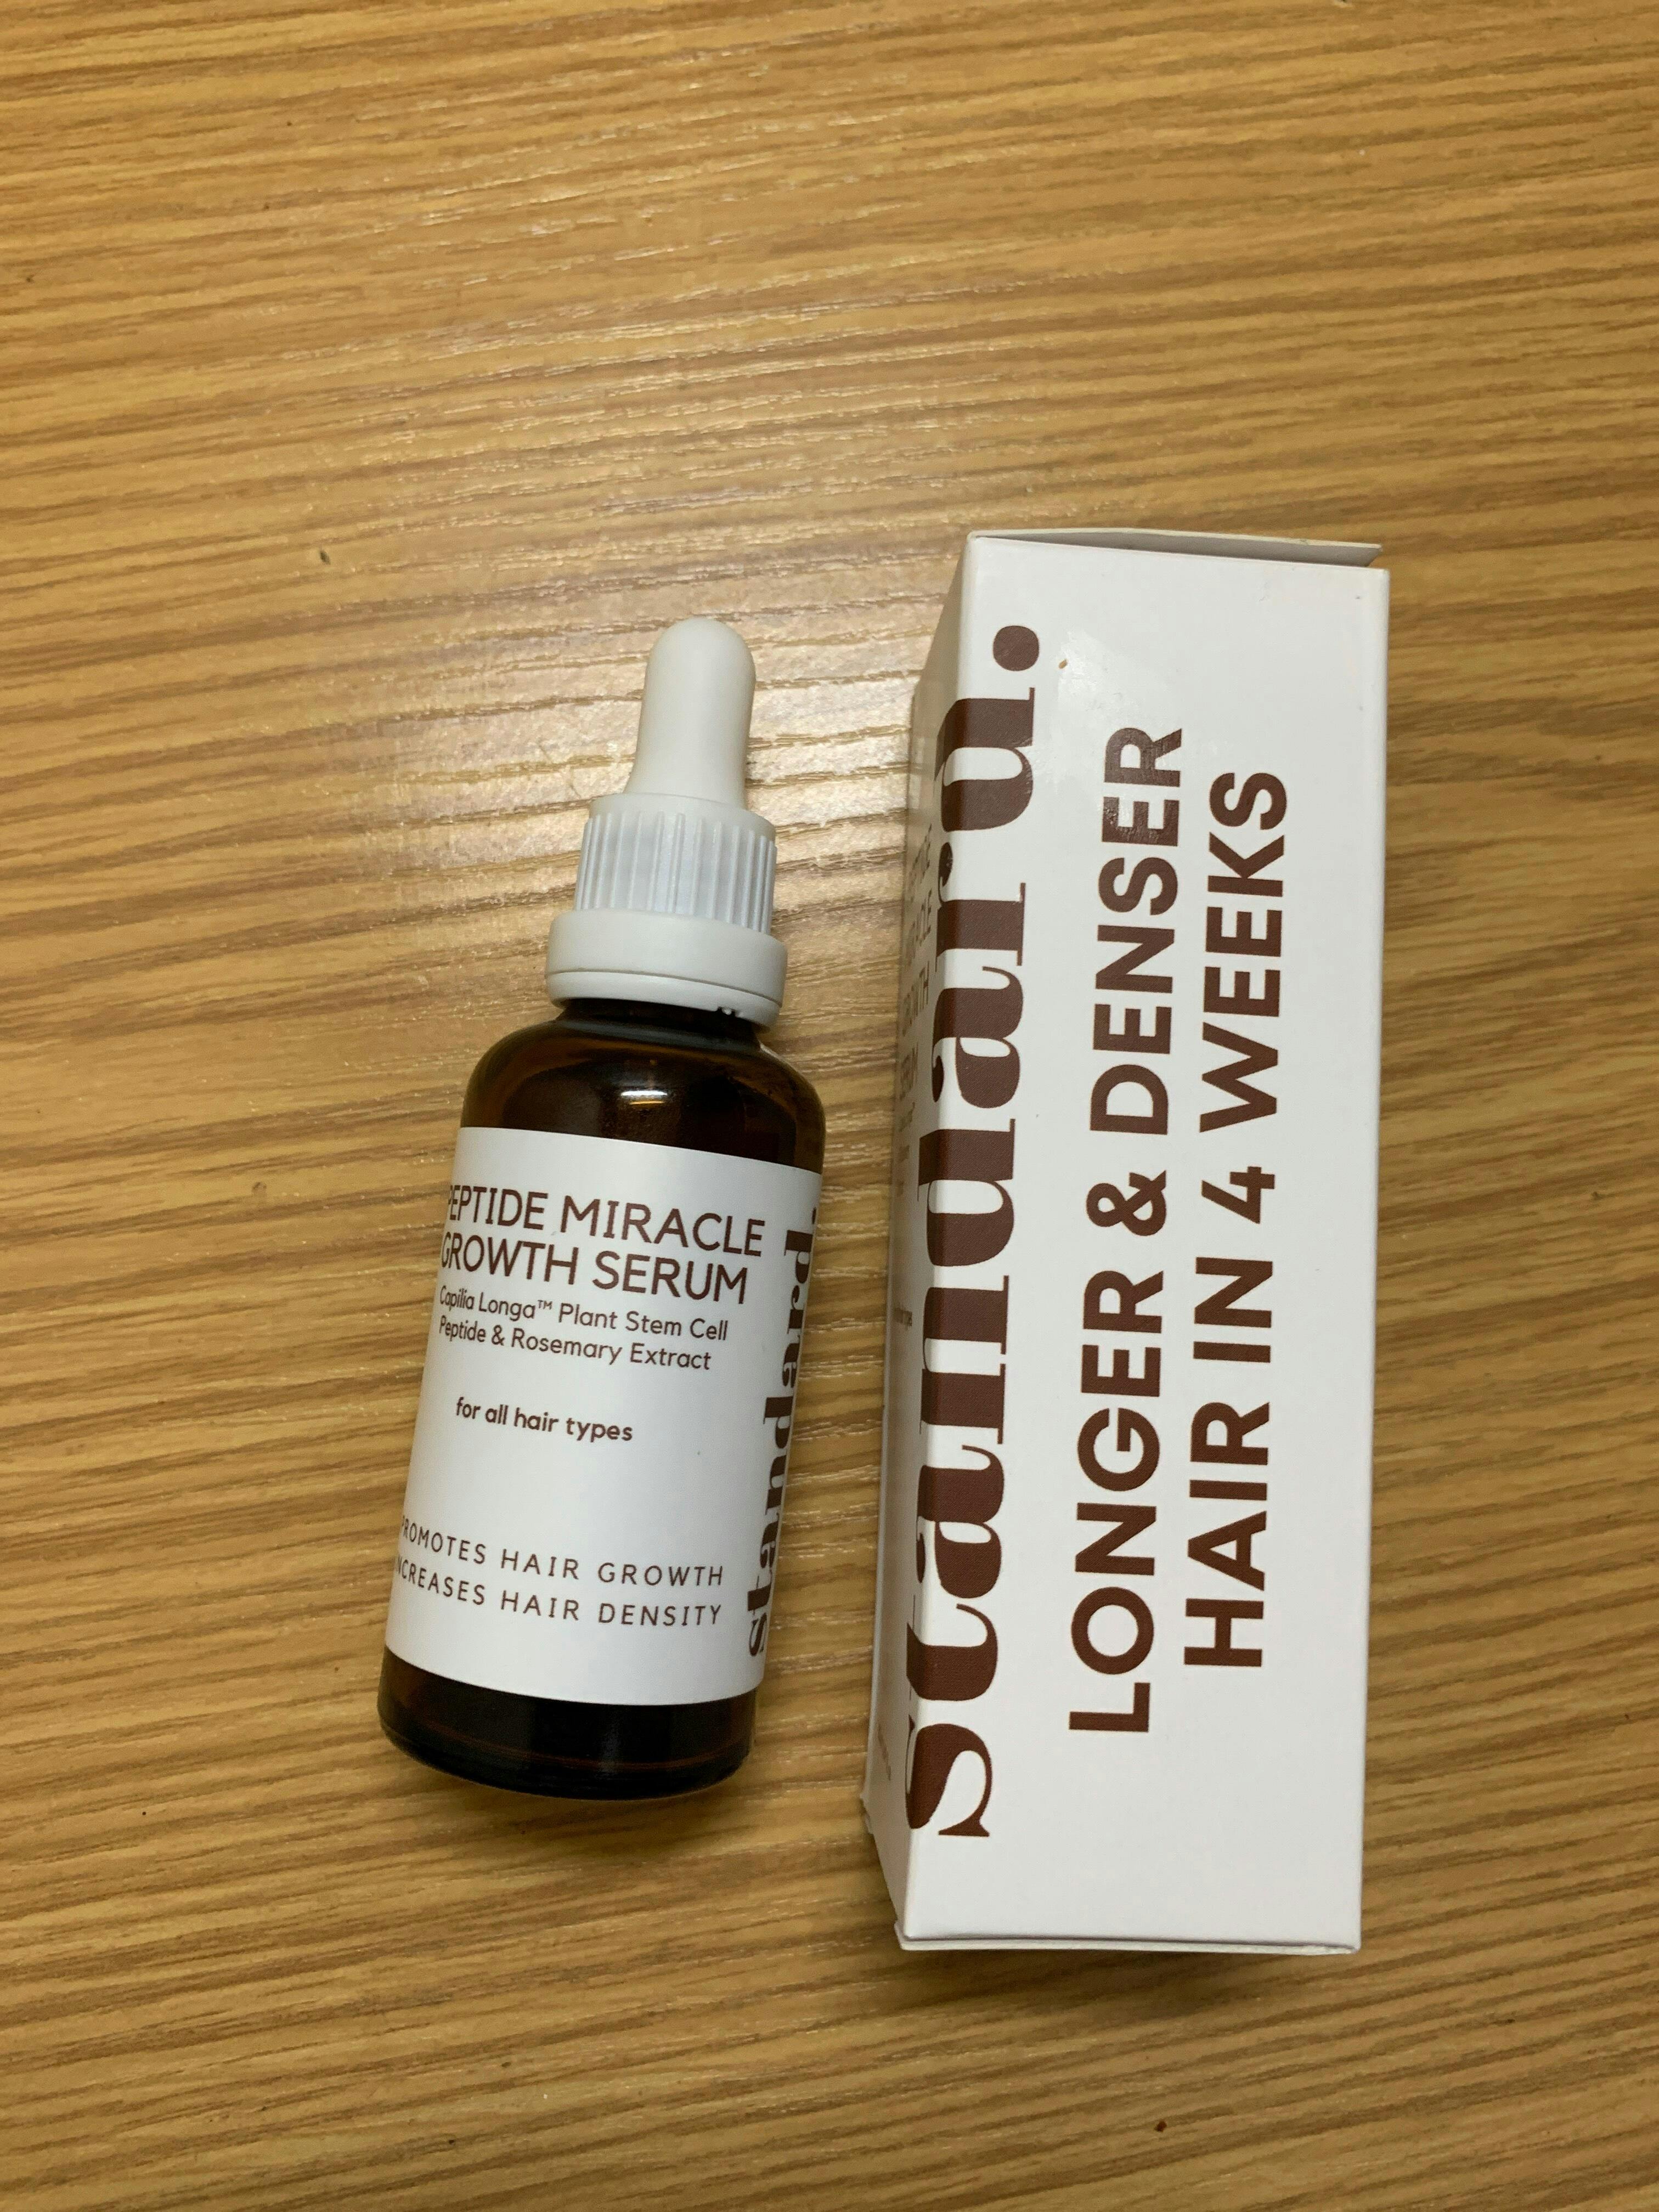 PEPTIDE MIRACLE
GROWTH SERUM
Capilia Longa™ Plant Stem Cell
Peptide & Rosemary Extract
for all hair types
PROMOTES HAIR GROWTH
INCREASES HAIR DENSITY
standard.
standard.
LONGER & DENSER
HAIR IN 4 WEEKS